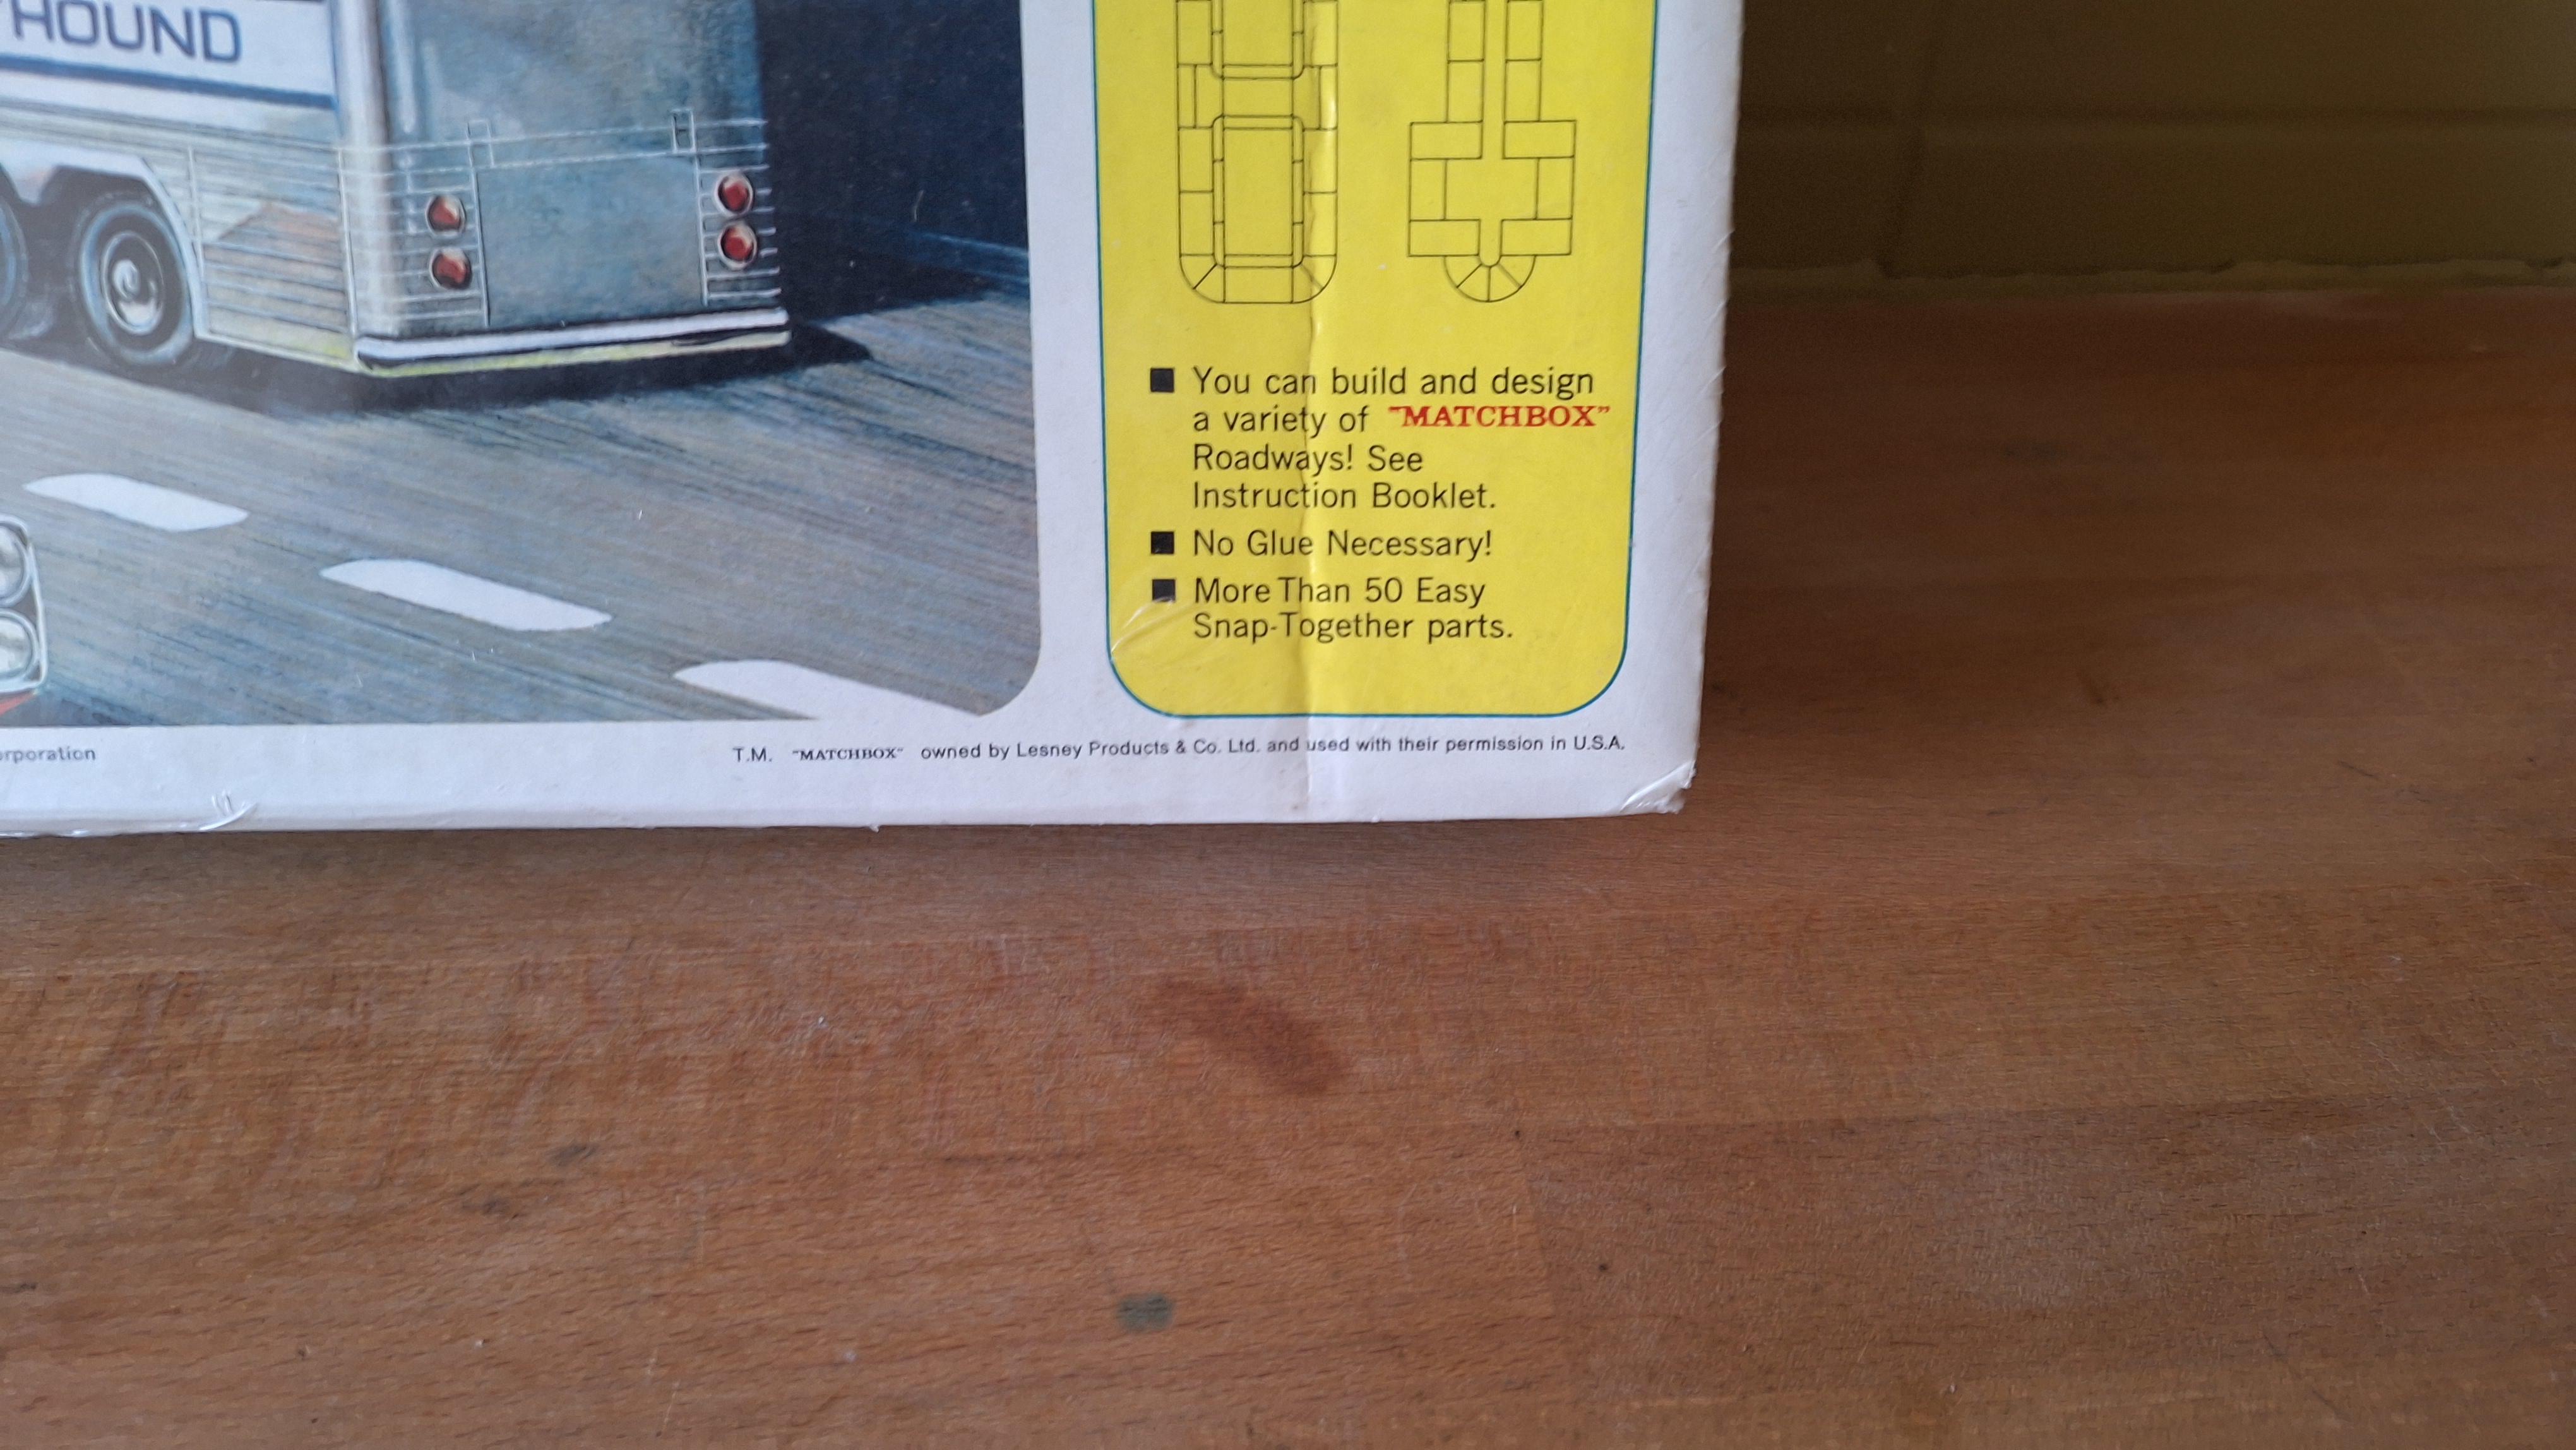 HOUND
You can build and design
a variety of "MATCHBOX"
Roadways! See
Instruction Booklet.
No Glue Necessary!
More Than 50 Easy
Snap-Together parts.
T.M. "MATCHBOX" owned by Lesney Products & Co. Ltd. and used with their permission in U.S.A.